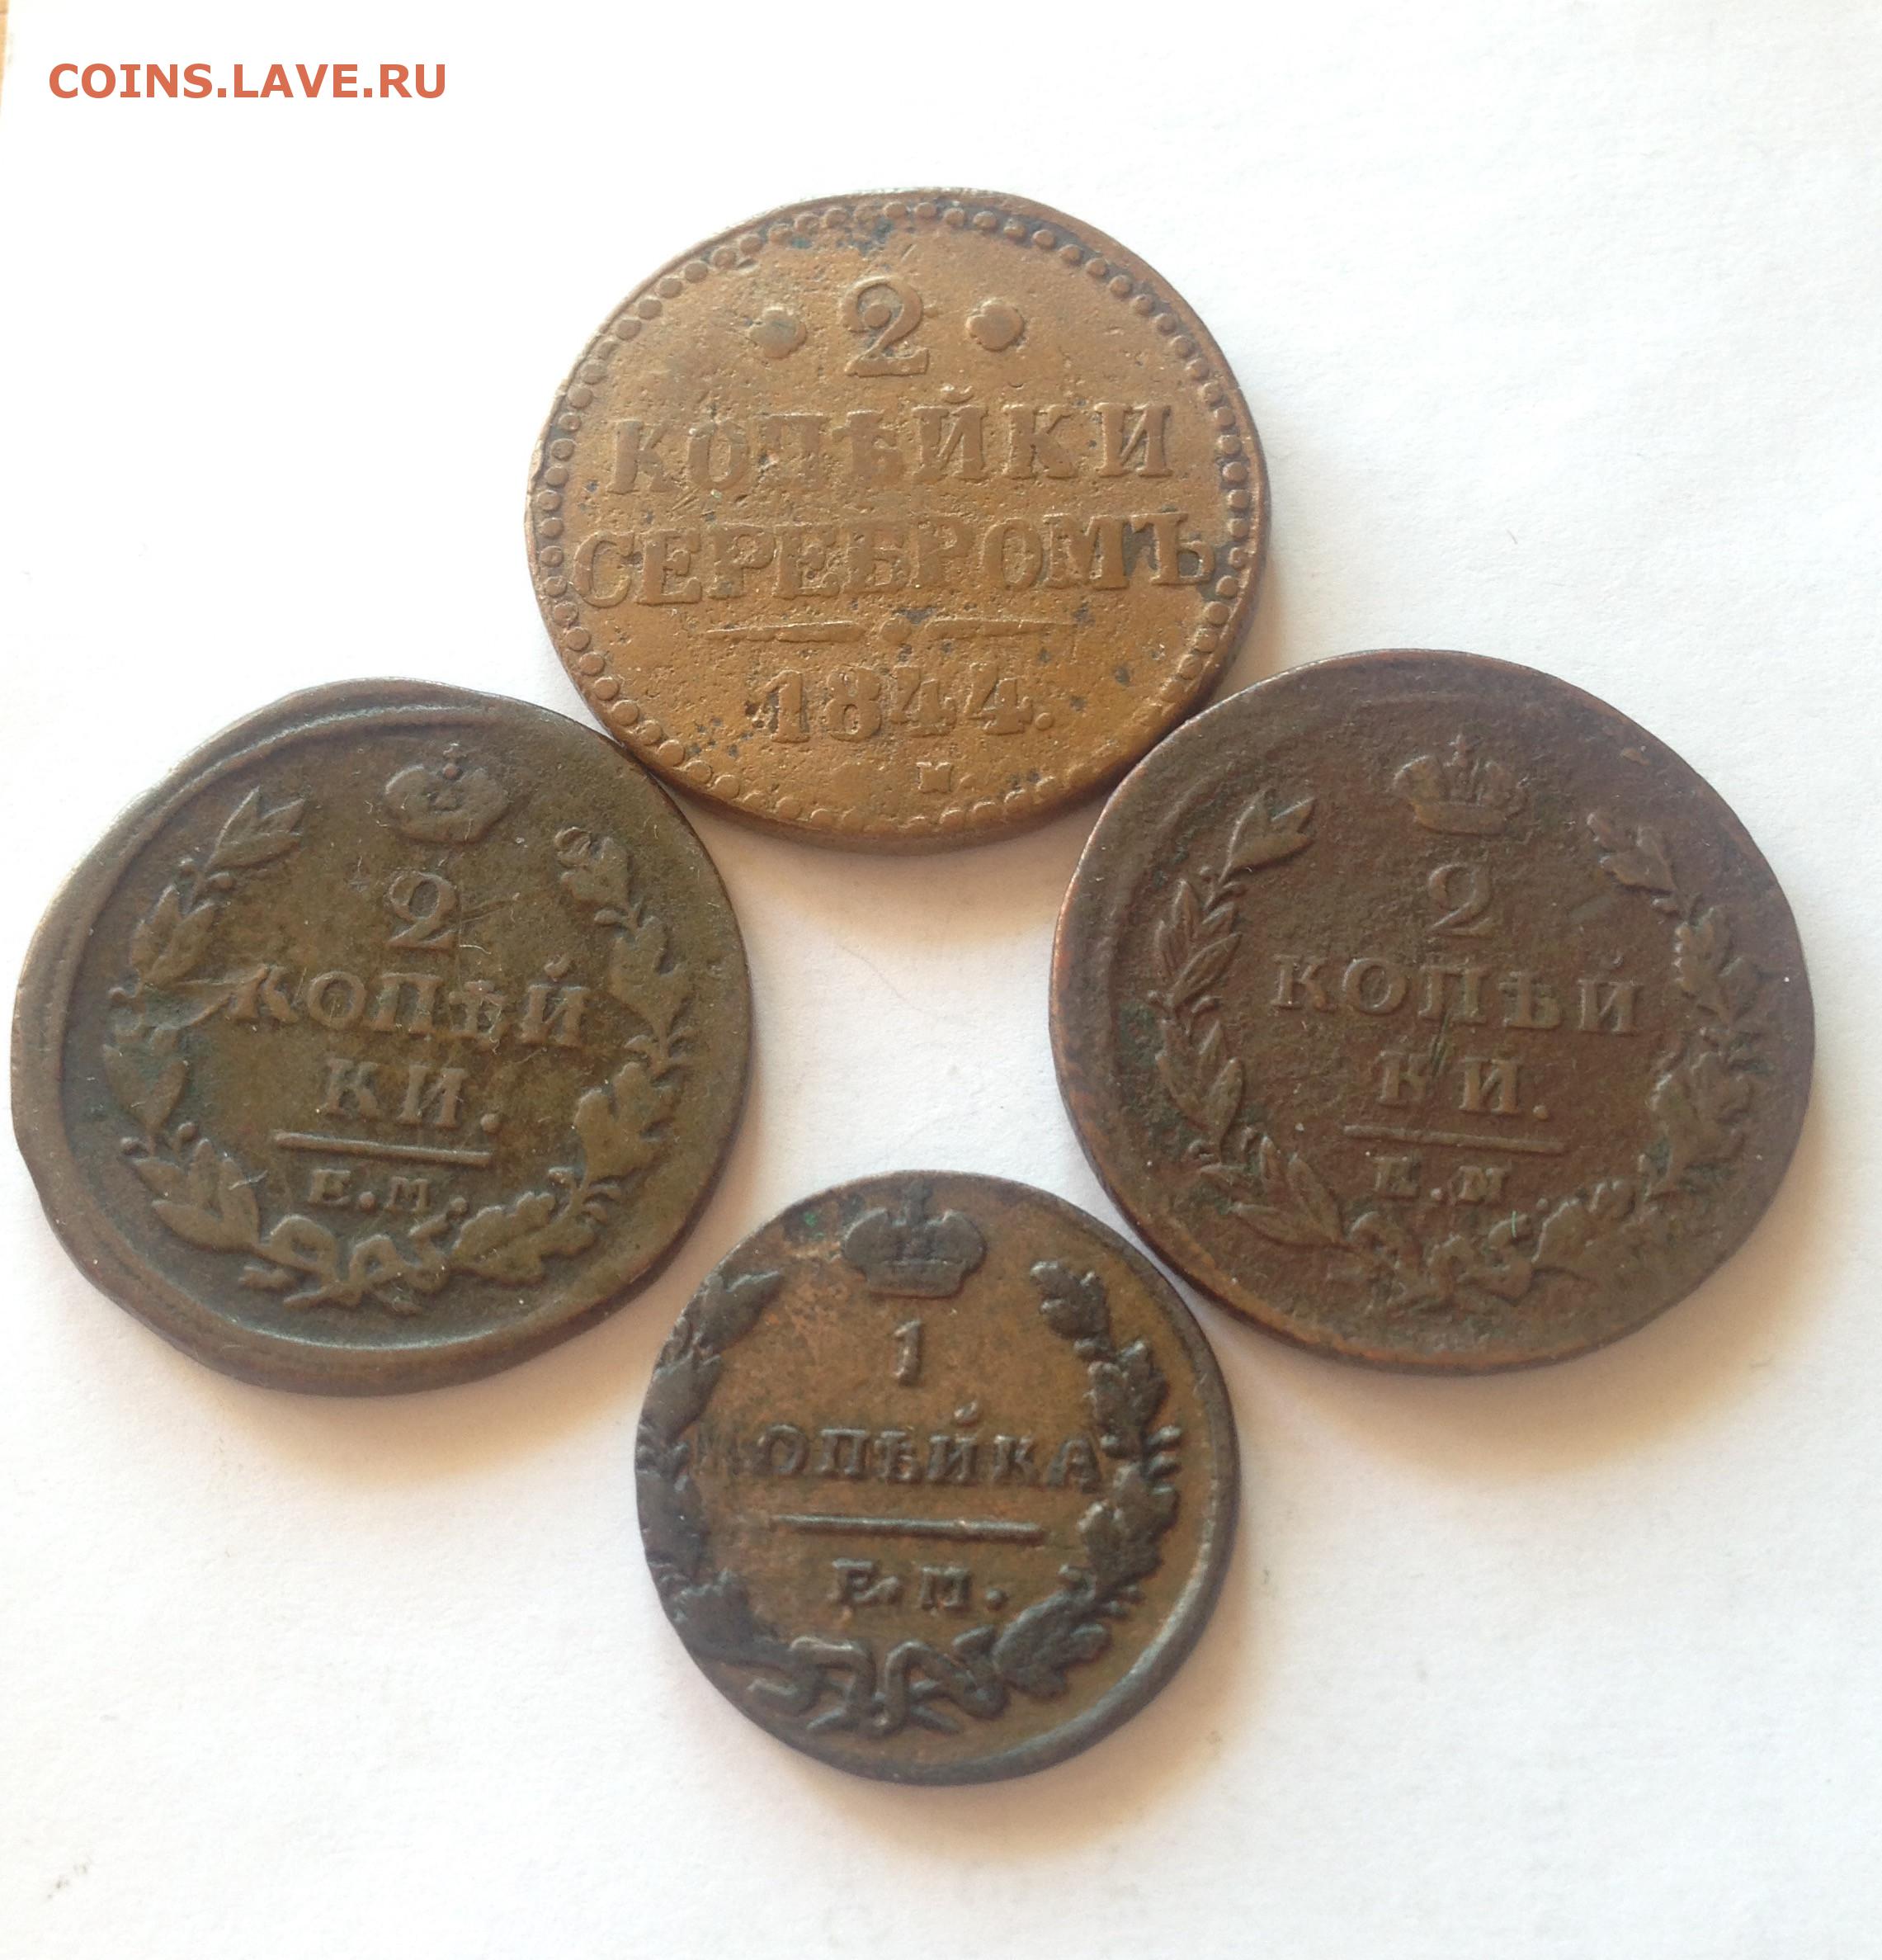 COINS.LAVE.RU
2
КОПѢЙКИ
СЕРЕБРОМЪ
1844.
М
2
КОПѢЙ
КИ.
Е.М.
2
КОПѢЙ
КИ.
Е.М
1
КОПѢЙКА
Е.М.